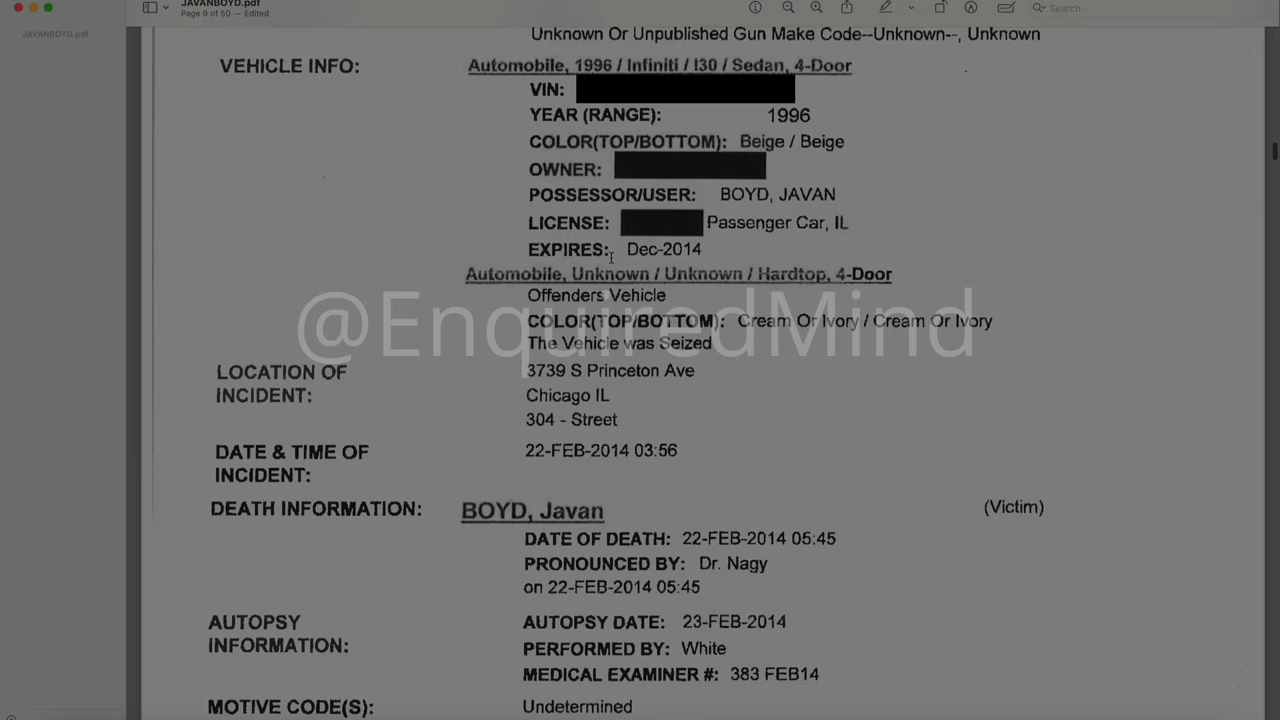 JAVANBOYD.pdf
Page 9 of 50 – Edited
Search
JAVANBOYD.pdf
Unknown Or Unpublished Gun Make Code--Unknown--, Unknown
VEHICLE INFO: Automobile, 1996 / Infiniti / I30 / Sedan, 4-Door
VIN:
YEAR (RANGE): 1996
COLOR(TOP/BOTTOM): Beige / Beige
OWNER:
POSSESSOR/USER: BOYD, JAVAN
LICENSE: Passenger Car, IL
EXPIRES: Dec-2014
Automobile, Unknown / Unknown / Hardtop, 4-Door
Offenders Vehicle
COLOR(TOP/BOTTOM): Cream Or Ivory / Cream Or Ivory
@EnquiredMind
The Vehicle was Seized
LOCATION OF INCIDENT: 3739 S Princeton Ave
Chicago IL
304 - Street
DATE & TIME OF INCIDENT: 22-FEB-2014 03:56
DEATH INFORMATION: BOYD, Javan (Victim)
DATE OF DEATH: 22-FEB-2014 05:45
PRONOUNCED BY: Dr. Nagy
on 22-FEB-2014 05:45
AUTOPSY INFORMATION: AUTOPSY DATE: 23-FEB-2014
PERFORMED BY: White
MEDICAL EXAMINER #: 383 FEB14
MOTIVE CODE(S): Undetermined